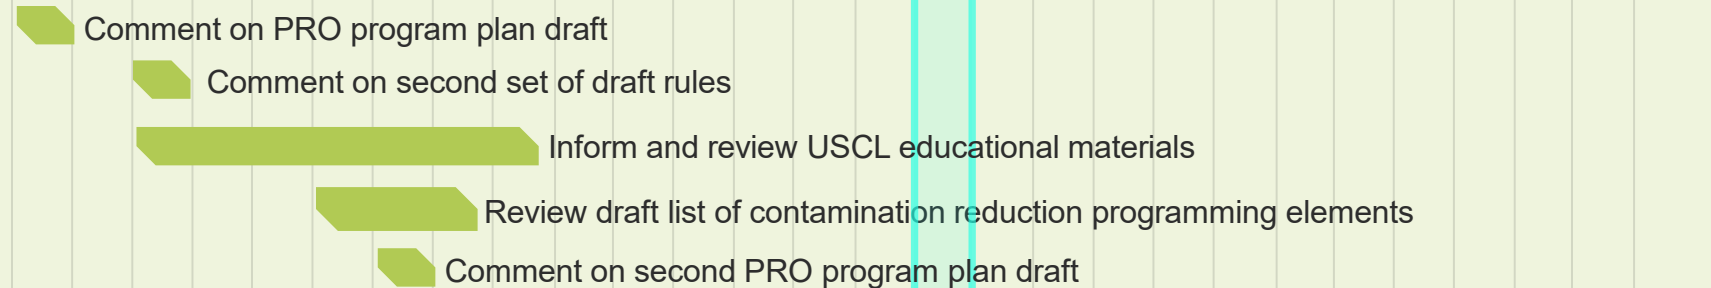 Comment on PRO program plan draft
Comment on second set of draft rules
Inform and review USCL educational materials
Review draft list of contamination reduction programming elements
Comment on second PRO program plan draft